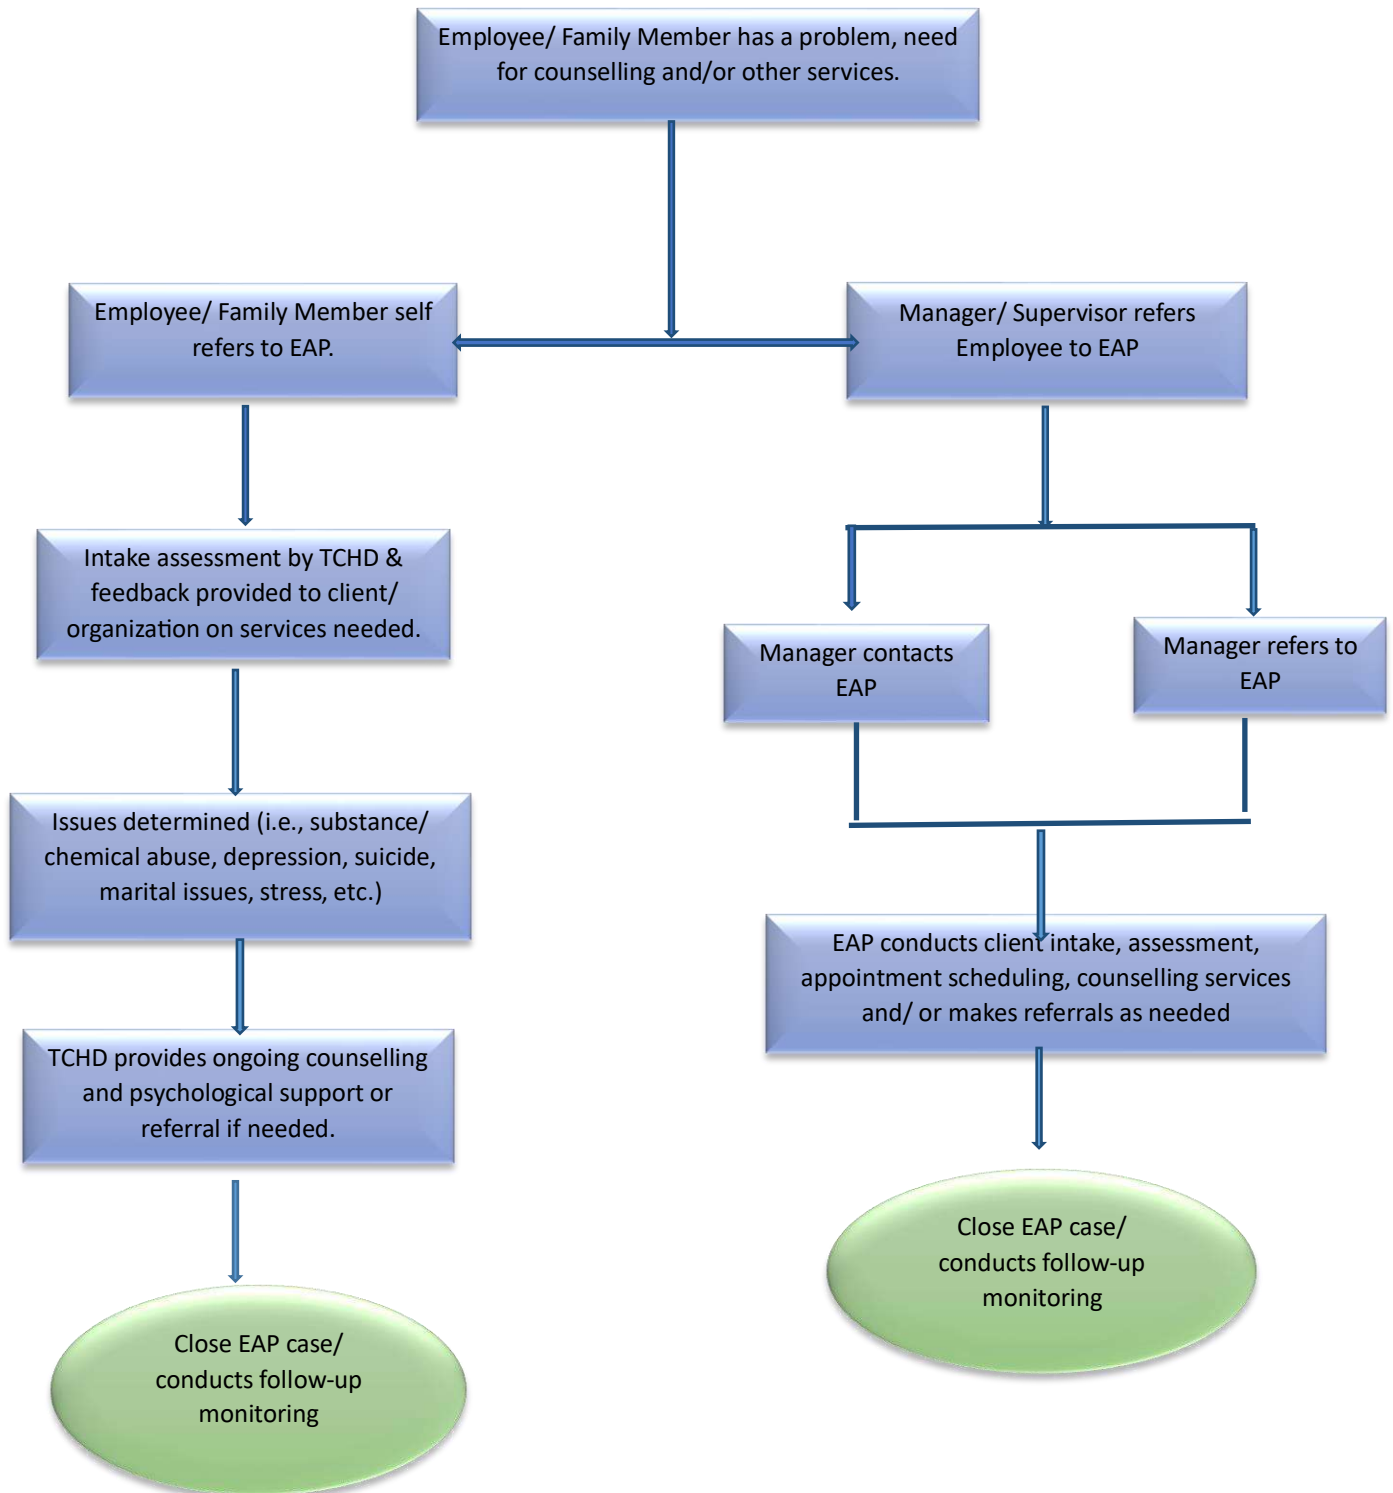 Employee/ Family Member has a problem, need
for counselling and/or other services.
Employee/ Family Member self
refers to EAP.
Manager/ Supervisor refers
Employee to EAP
Intake assessment by TCHD &
feedback provided to client/
organization on services needed.
Manager contacts
EAP
Manager refers to
EAP
Issues determined (i.e., substance/
chemical abuse, depression, suicide,
marital issues, stress, etc.)
EAP conducts client intake, assessment,
appointment scheduling, counselling services
and/ or makes referrals as needed
TCHD provides ongoing counselling
and psychological support or
referral if needed.
Close EAP case/
conducts follow-up
monitoring
Close EAP case/
conducts follow-up
monitoring